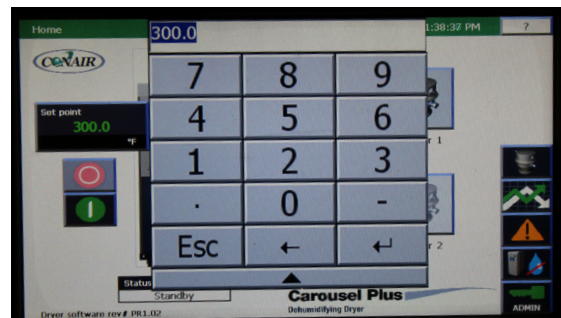 Home
300.0
1:38:37 PM
?
CONAIR
7 8 9
Set point
300.0
°F
4 5 6
r 1
1 2 3
. 0 -
Esc ← ↵
r 2
Status
Standby
Carousel Plus
Dehumidifying Dryer
Dryer software rev# PR1.02
ADMIN